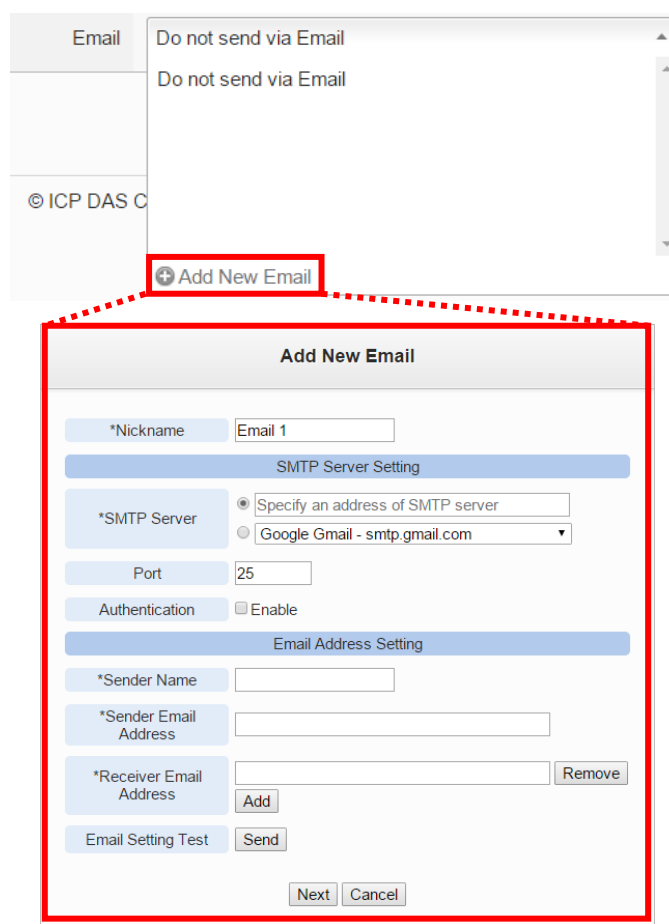 Email Do not send via Email
Do not send via Email
© ICP DAS C
Add New Email
Add New Email
*Nickname Email 1
SMTP Server Setting
*SMTP Server
Specify an address of SMTP server
Google Gmail - smtp.gmail.com
Port 25
Authentication Enable
Email Address Setting
*Sender Name
*Sender Email
Address
*Receiver Email
Address
Remove
Add
Email Setting Test Send
Next Cancel